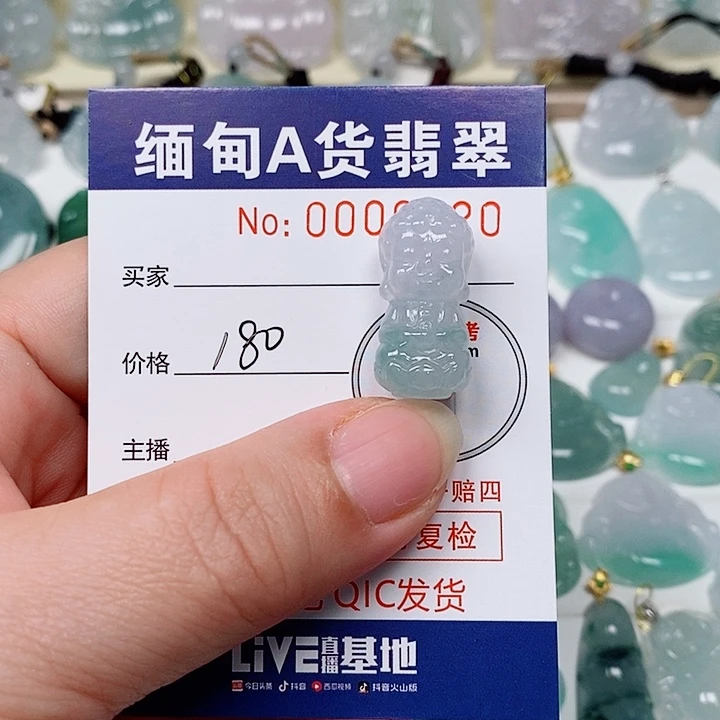 缅甸A货翡翠
No: 000 20
买家
价格 180
考
m
主播
赔四
复检
QIC发货
LiVE直播基地
今日头条 抖音 西瓜视频 抖音火山版